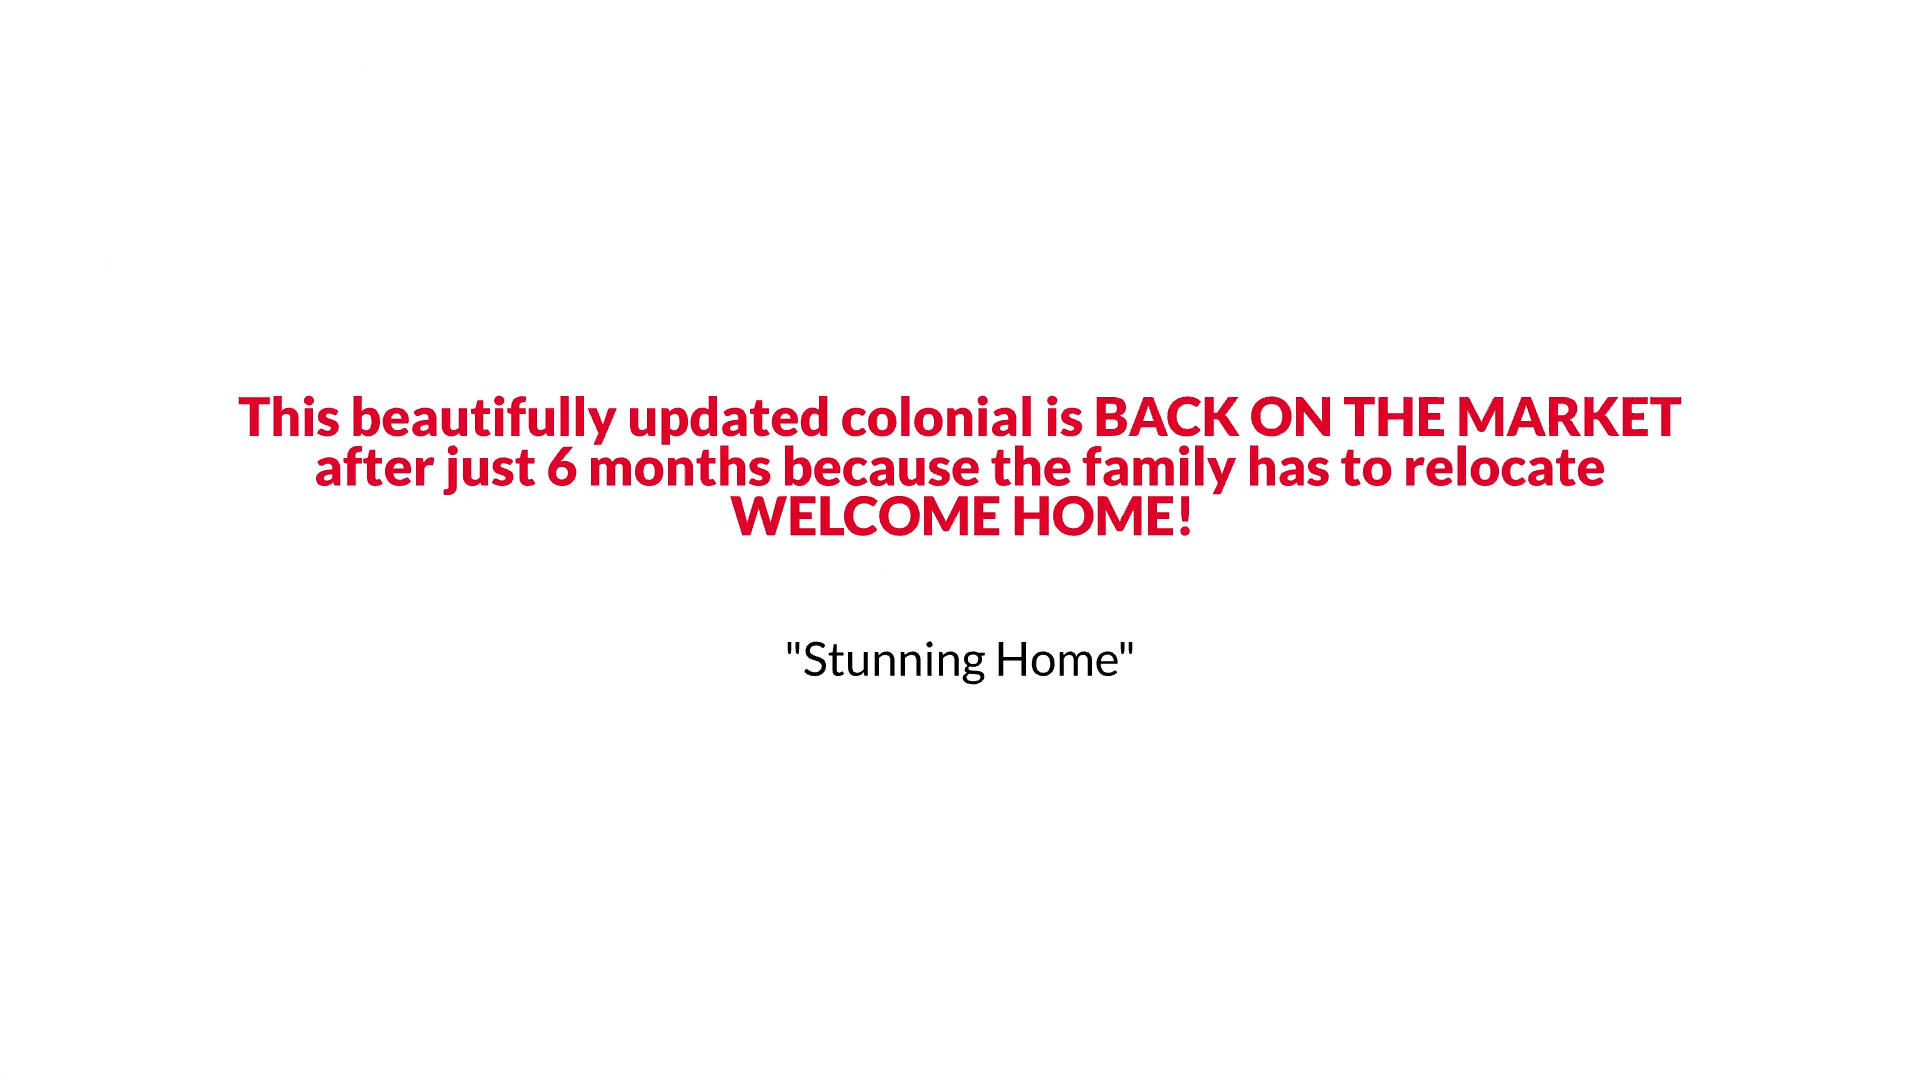 This beautifully updated colonial is BACK ON THE MARKET
after just 6 months because the family has to relocate
WELCOME HOME!
"Stunning Home"